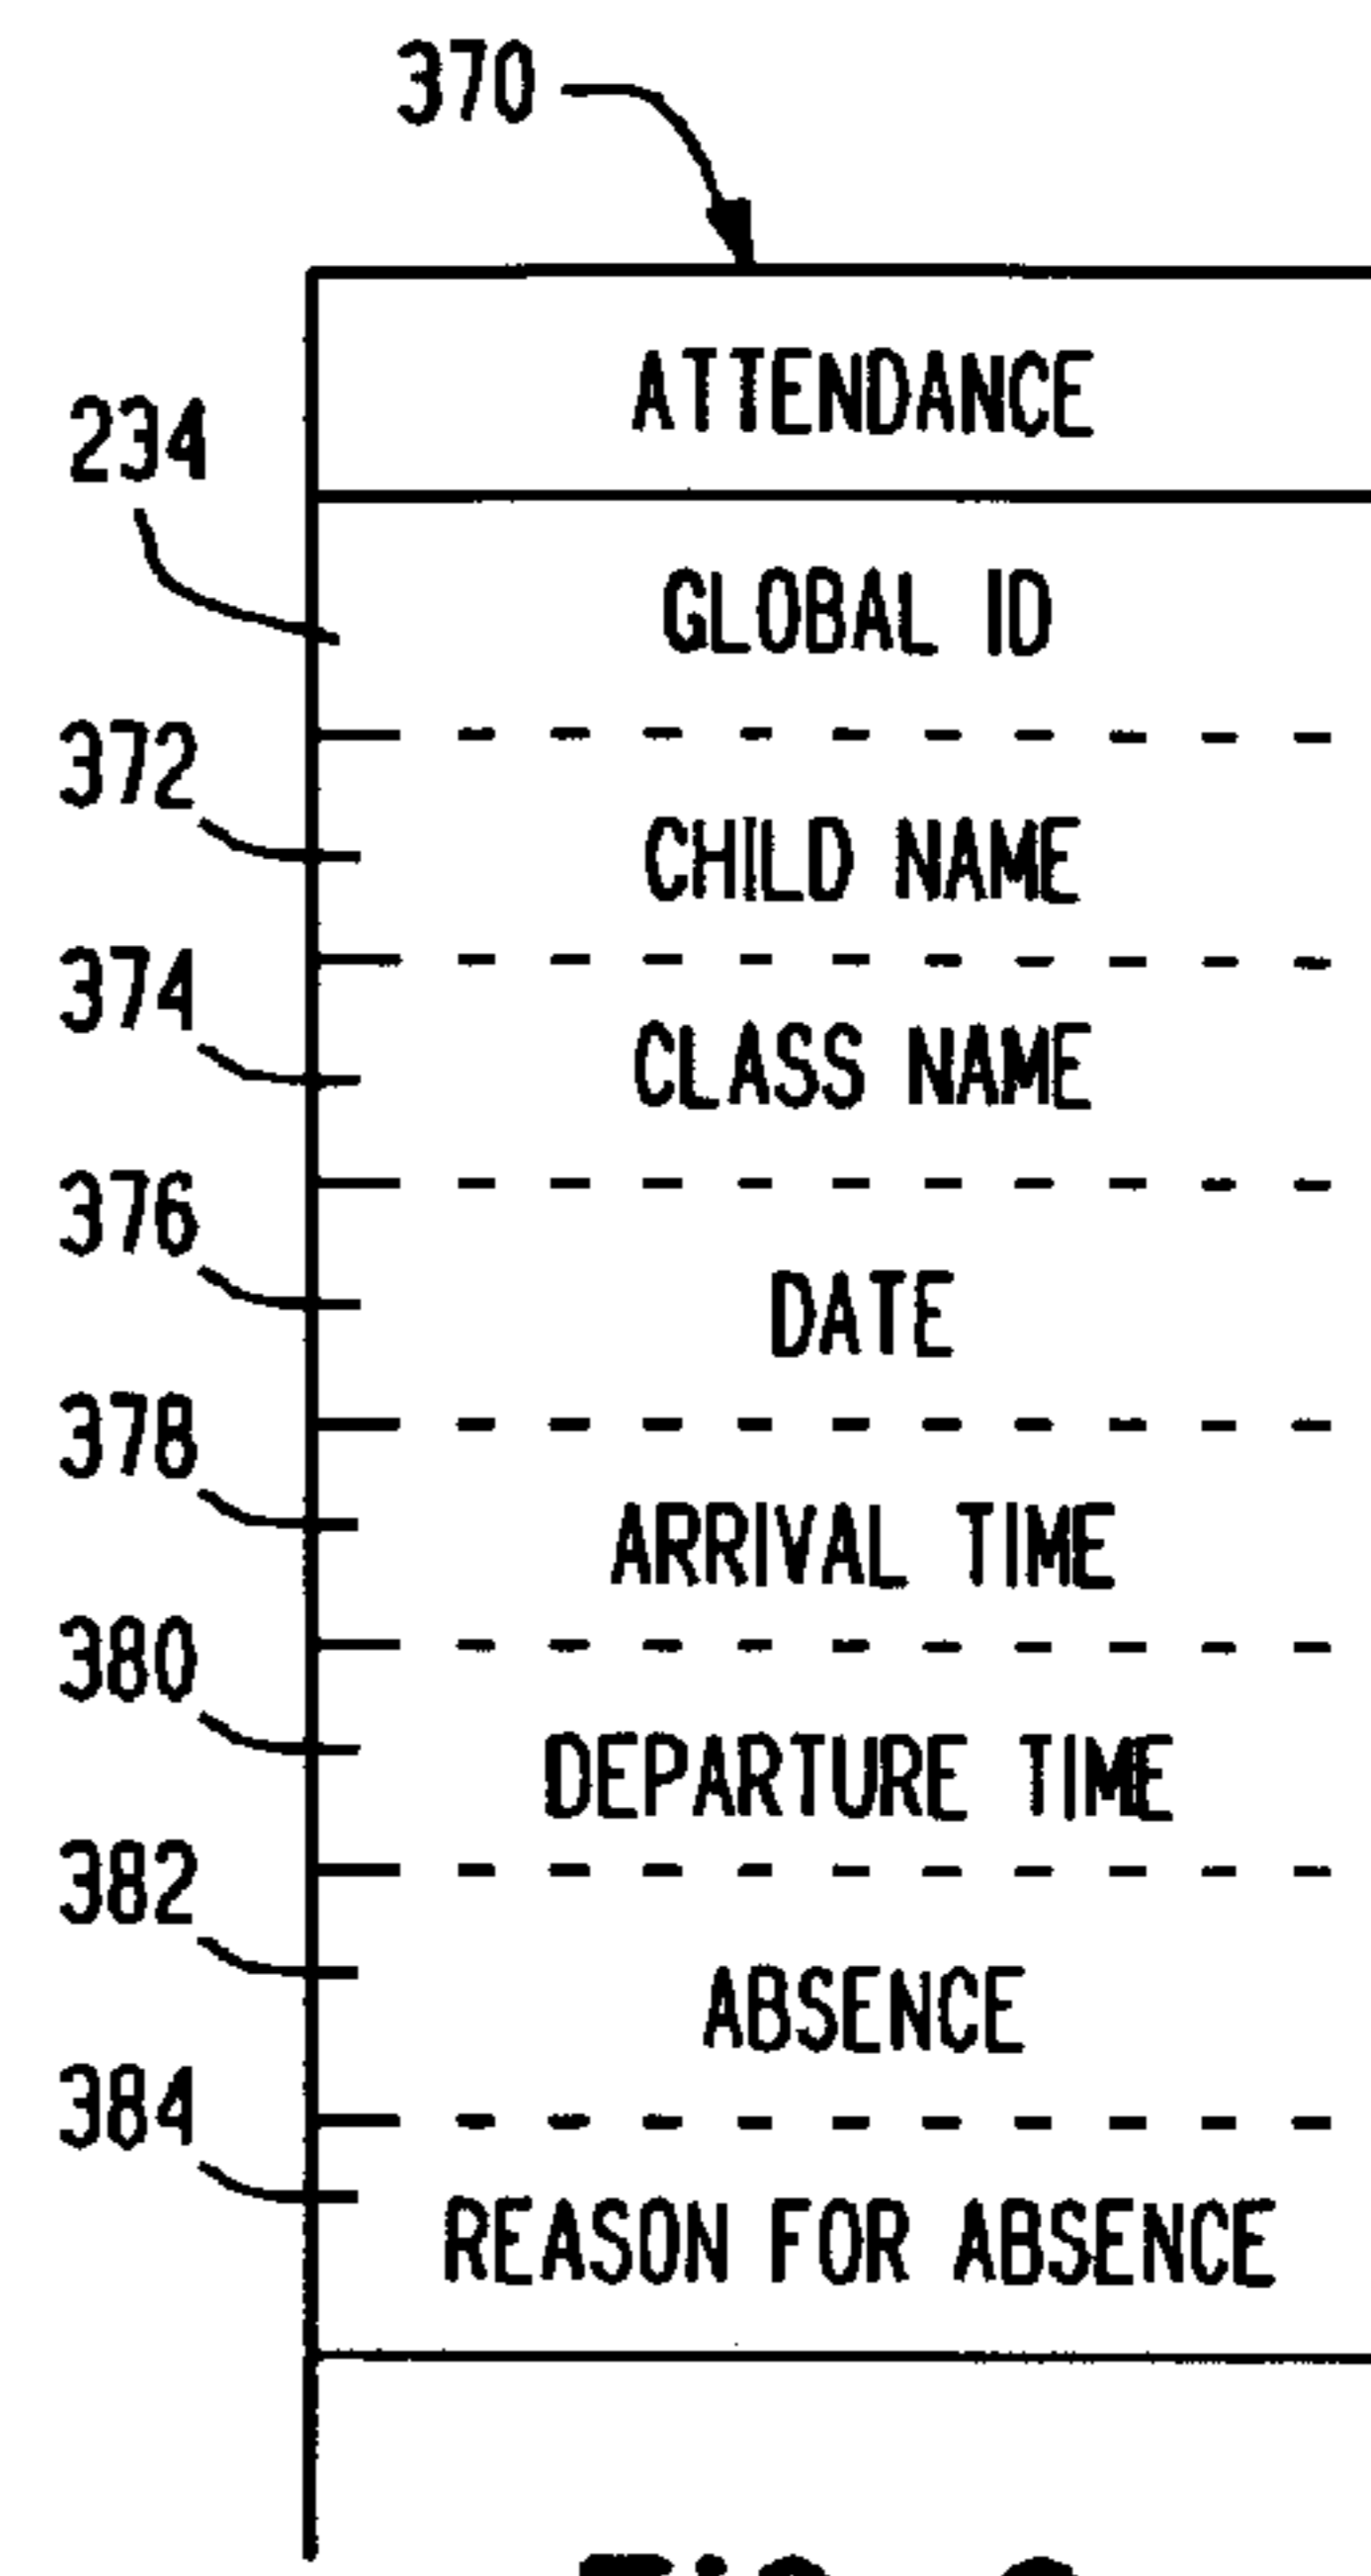 370
ATTENDANCE
234
GLOBAL ID
372
CHILD NAME
374
CLASS NAME
376
DATE
378
ARRIVAL TIME
380
DEPARTURE TIME
382
ABSENCE
384
REASON FOR ABSENCE